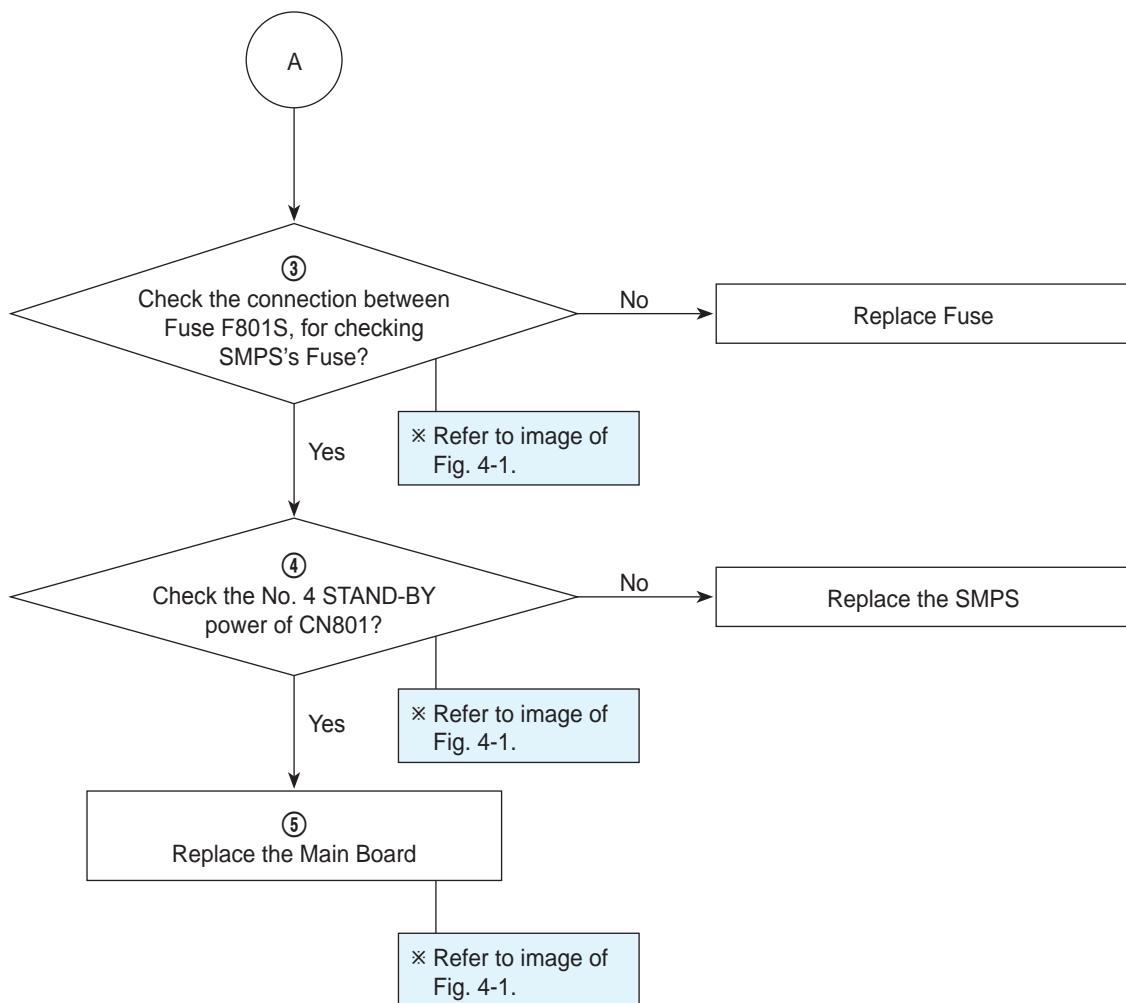 A
③
Check the connection between
Fuse F801S, for checking
SMPS’s Fuse?
No
Replace Fuse
※ Refer to image of
Fig. 4-1.
Yes
④
Check the No. 4 STAND-BY
power of CN801?
No
Replace the SMPS
※ Refer to image of
Fig. 4-1.
Yes
⑤
Replace the Main Board
※ Refer to image of
Fig. 4-1.